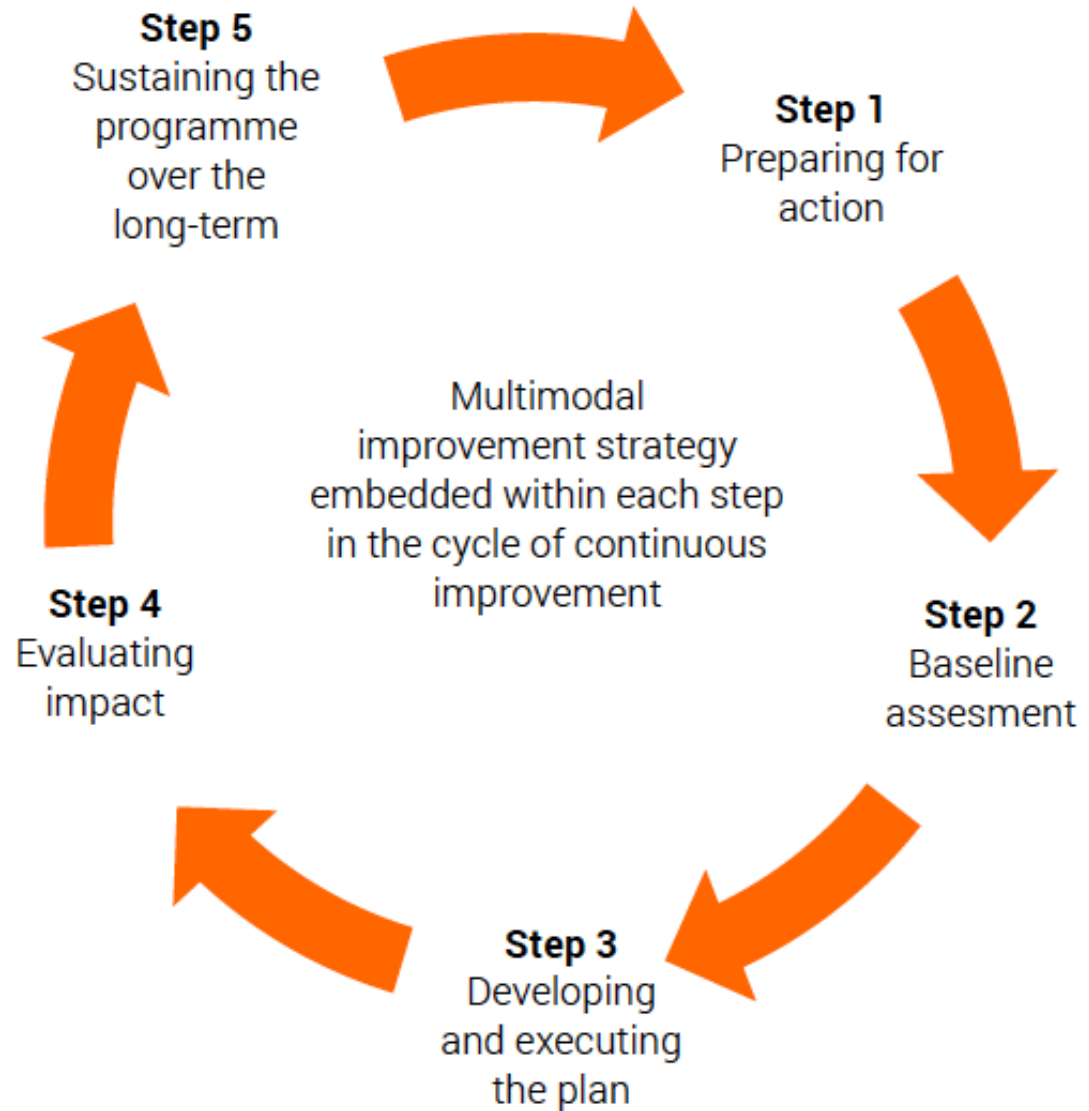 Step 1
Preparing for
action
Step 2
Baseline
assesment
Step 3
Developing
and executing
the plan
Step 4
Evaluating
impact
Step 5
Sustaining the
programme
over the
long-term
Multimodal
improvement strategy
embedded within each step
in the cycle of continuous
improvement